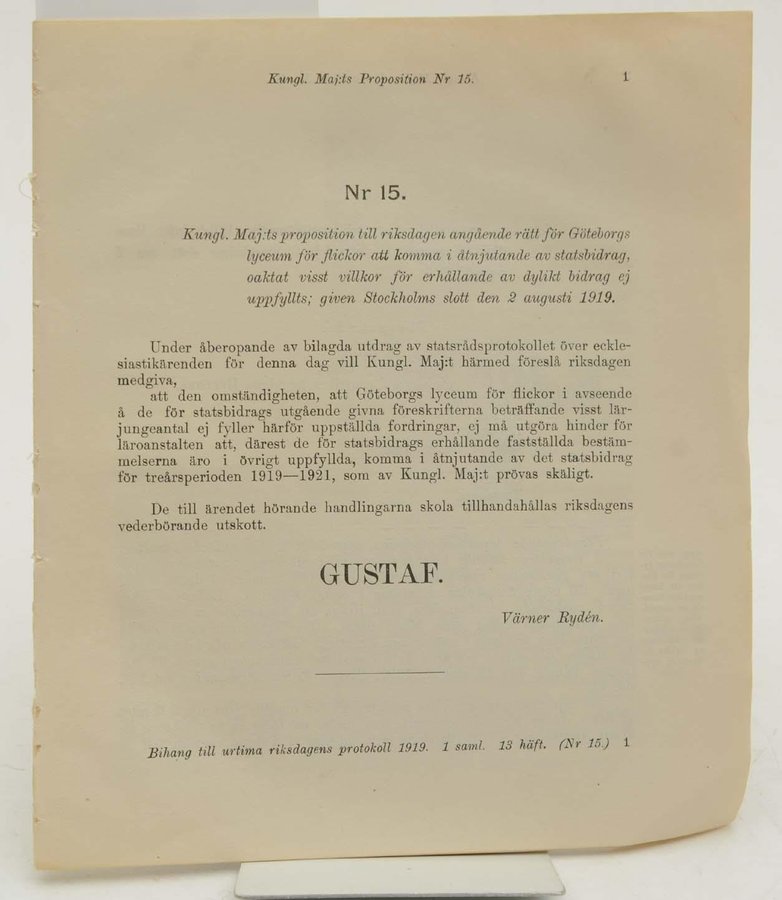 Kungl. Maj:ts Proposition Nr 15. 1
Nr 15.
Kungl. Maj:ts proposition till riksdagen angående rätt för Göteborgs
lyceum för flickor att komma i åtnjutande av statsbidrag,
oaktat visst villkor för erhållande av dylikt bidrag ej
uppfyllts; given Stockholms slott den 2 augusti 1919.
Under åberopande av bilagda utdrag av statsrådsprotokollet över eckle-
siastikärenden för denna dag vill Kungl. Maj:t härmed föreslå riksdagen
medgiva,
att den omständigheten, att Göteborgs lyceum för flickor i avseende
å de för statsbidrags utgående givna föreskrifterna beträffande visst lär-
jungeantal ej fyller härför uppställda fordringar, ej må utgöra hinder för
läroanstalten att, därest de för statsbidrags erhållande fastställda bestäm-
melserna äro i övrigt uppfyllda, komma i åtnjutande av det statsbidrag
för treårsperioden 1919—1921, som av Kungl. Maj:t prövas skäligt.
De till ärendet hörande handlingarna skola tillhandahållas riksdagens
vederbörande utskott.
GUSTAF.
Värner Rydén.
Bihang till urtima riksdagens protokoll 1919. 1 saml. 13 häft. (Nr 15.) 1